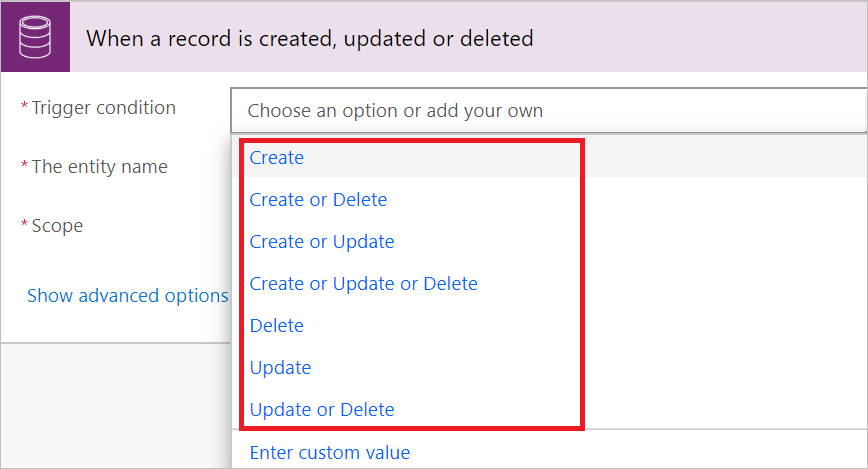 When a record is created, updated or deleted
* Trigger condition
Choose an option or add your own
* The entity name
* Scope
Show advanced options
Create
Create or Delete
Create or Update
Create or Update or Delete
Delete
Update
Update or Delete
Enter custom value